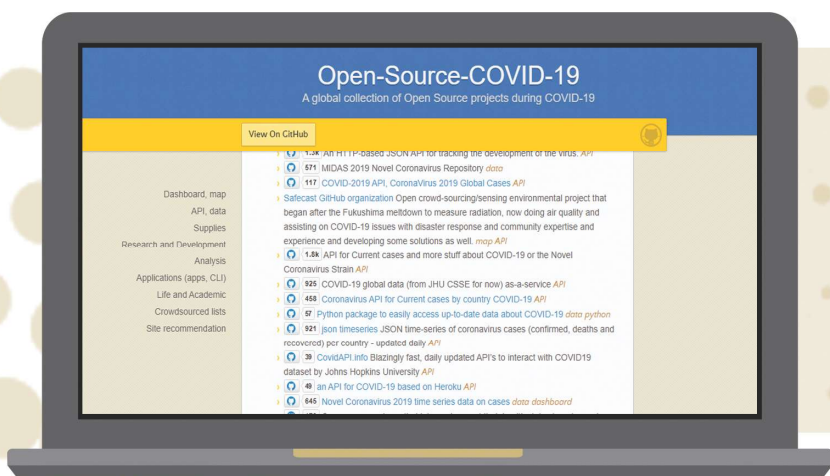 Open-Source-COVID-19
A global collection of Open Source projects during COVID-19
View On GitHub
1.3k An HTTP-based JSON API for tracking the development of the virus. API
571 MIDAS 2019 Novel Coronavirus Repository data
117 COVID-2019 API, CoronaVirus 2019 Global Cases API
Safecast GitHub organization Open crowd-sourcing/sensing environmental project that
began after the Fukushima meltdown to measure radiation, now doing air quality and
assisting on COVID-19 issues with disaster response and community expertise and
experience and developing some solutions as well. map API
1.8k API for Current cases and more stuff about COVID-19 or the Novel
Coronavirus Strain API
925 COVID-19 global data (from JHU CSSE for now) as-a-service API
458 Coronavirus API for Current cases by country COVID-19 API
57 Python package to easily access up-to-date data about COVID-19 data python
921 json timeseries JSON time-series of coronavirus cases (confirmed, deaths and
recovered) per country - updated daily API
39 CovidAPI.info Blazingly fast, daily updated API's to interact with COVID19
dataset by Johns Hopkins University API
49 an API for COVID-19 based on Heroku API
645 Novel Coronavirus 2019 time series data on cases data dashboard
Dashboard, map
API, data
Supplies
Research and Development
Analysis
Applications (apps, CLI)
Life and Academic
Crowdsourced lists
Site recommendation